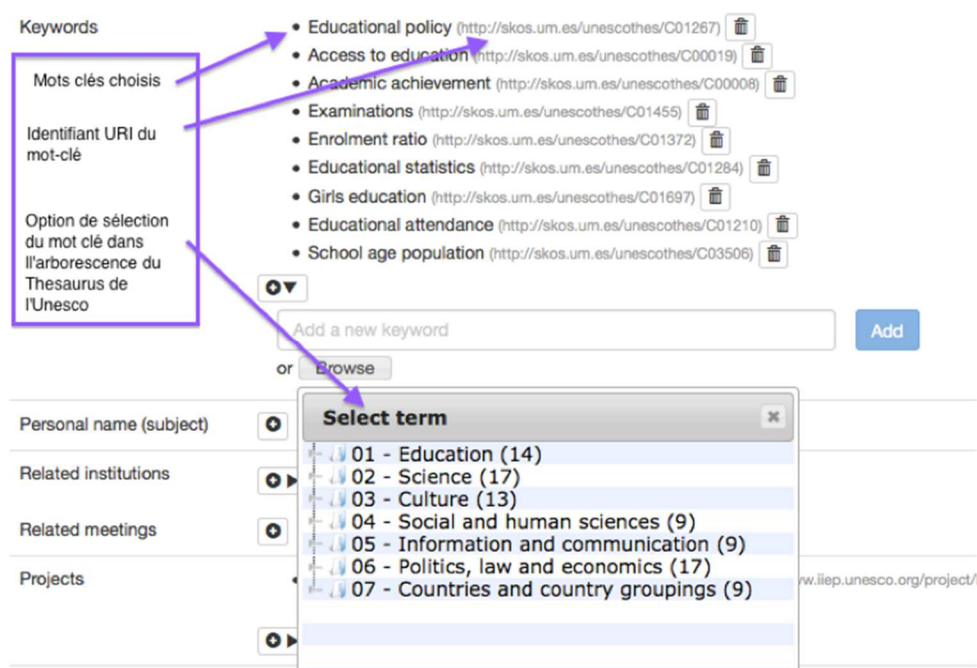 Keywords
Educational policy (http://skos.um.es/unescothes/C01267)
Access to education (http://skos.um.es/unescothes/C00019)
Academic achievement (http://skos.um.es/unescothes/C00008)
Examinations (http://skos.um.es/unescothes/C01455)
Enrolment ratio (http://skos.um.es/unescothes/C01372)
Educational statistics (http://skos.um.es/unescothes/C01284)
Girls education (http://skos.um.es/unescothes/C01697)
Educational attendance (http://skos.um.es/unescothes/C01210)
School age population (http://skos.um.es/unescothes/C03506)
Mots clés choisis
Identifiant URI du
mot-clé
Option de sélection
du mot clé dans
ll'arborescence du
Thesaurus de
l'Unesco
Add a new keyword
Add
or Browse
Select term
01 - Education (14)
02 - Science (17)
03 - Culture (13)
04 - Social and human sciences (9)
05 - Information and communication (9)
06 - Politics, law and economics (17)
07 - Countries and country groupings (9)
Personal name (subject)
Related institutions
Related meetings
Projects
w.iiep.unesco.org/project/